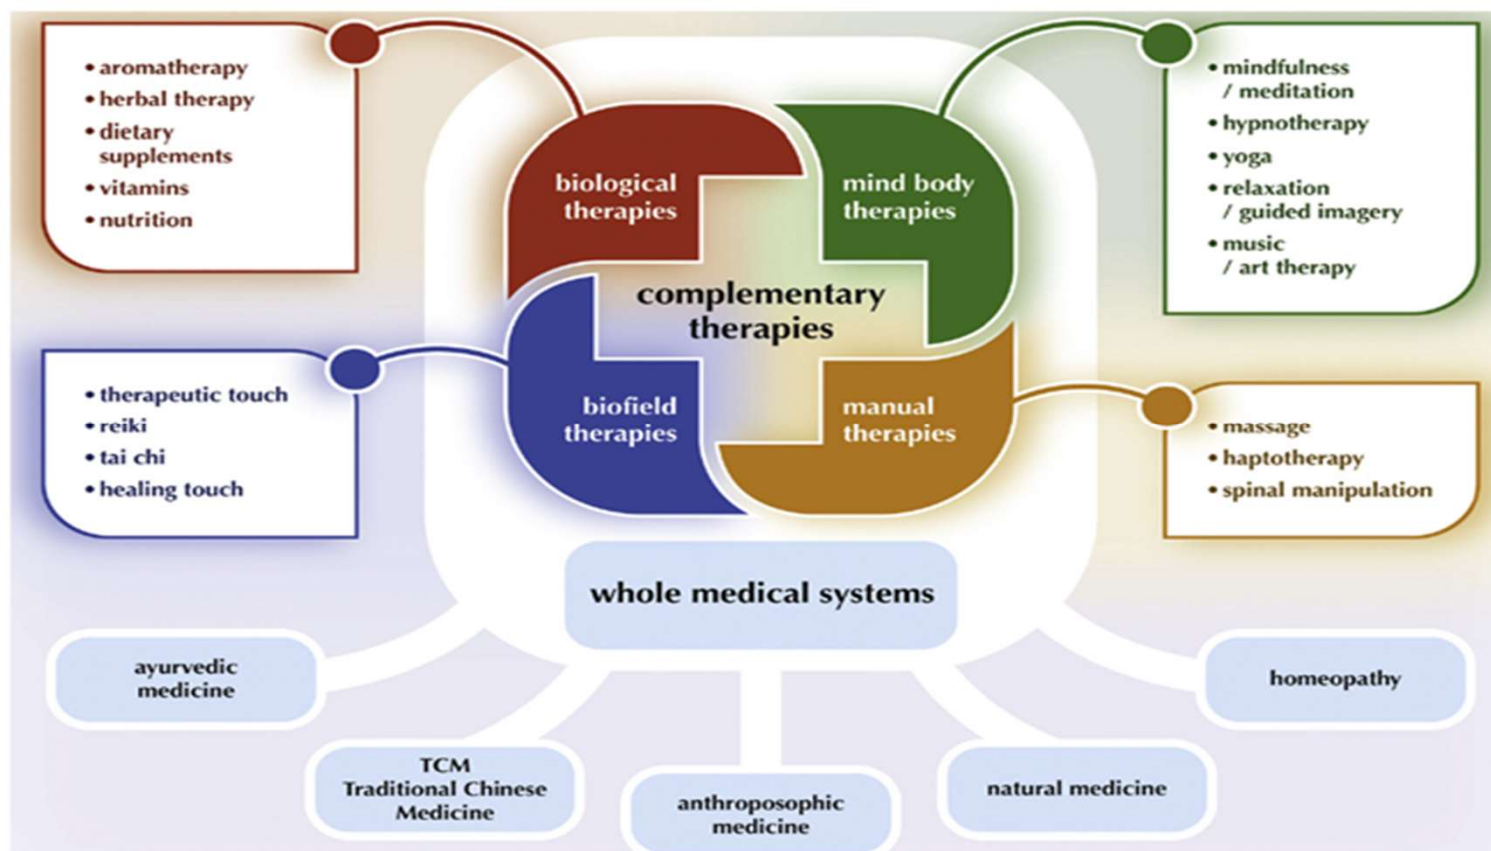 • aromatherapy
• herbal therapy
• dietary
supplements
• vitamins
• nutrition
biological
therapies
mind body
therapies
• mindfulness
/ meditation
• hypnotherapy
• yoga
• relaxation
/ guided imagery
• music
/ art therapy
complementary
therapies
• therapeutic touch
• reiki
• tai chi
• healing touch
biofield
therapies
manual
therapies
• massage
• haptotherapy
• spinal manipulation
whole medical systems
ayurvedic
medicine
TCM
Traditional Chinese
Medicine
anthroposophic
medicine
natural medicine
homeopathy